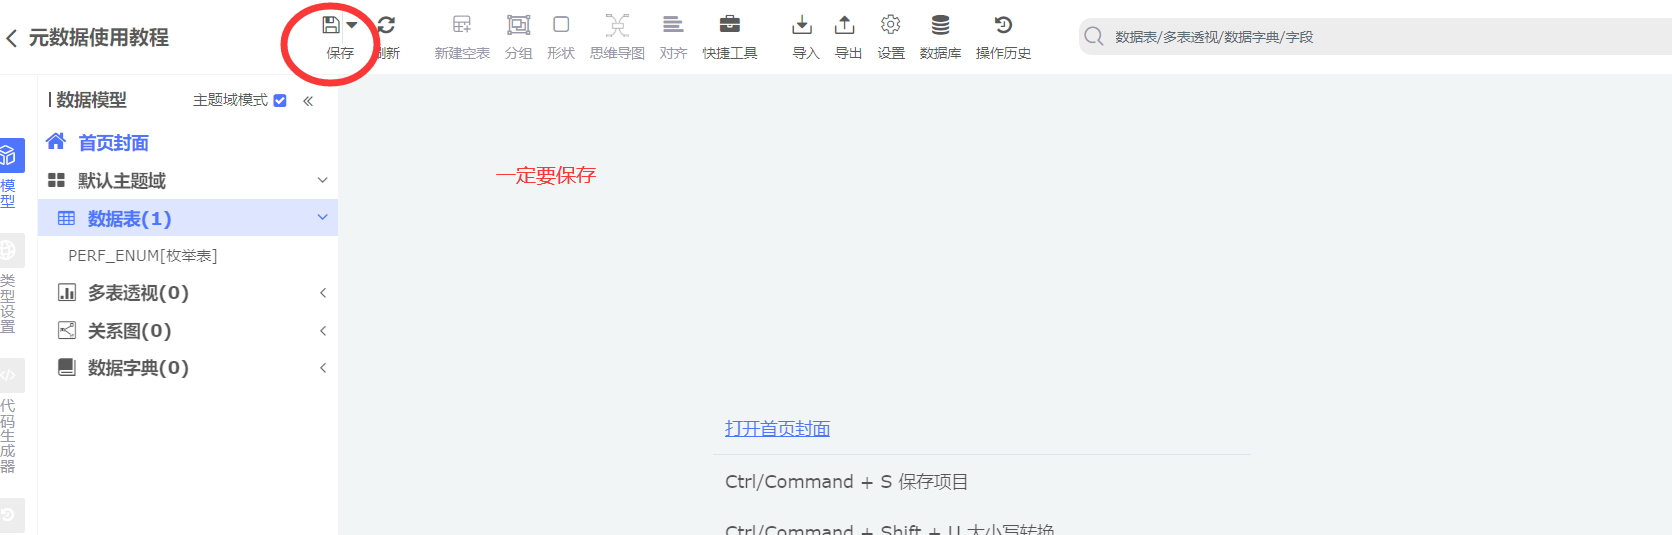 元数据使用教程
保存
刷新
新建空表
分组
形状
思维导图
对齐
快捷工具
导入
导出
设置
数据库
操作历史
数据表/多表透视/数据字典/字段
模型
类型设置
代码生成器
数据模型
主题域模式
首页封面
默认主题域
数据表(1)
PERF_ENUM[枚举表]
多表透视(0)
关系图(0)
数据字典(0)
一定要保存
打开首页封面
Ctrl/Command + S 保存项目
Ctrl/Command + Shift + U 大小写转换